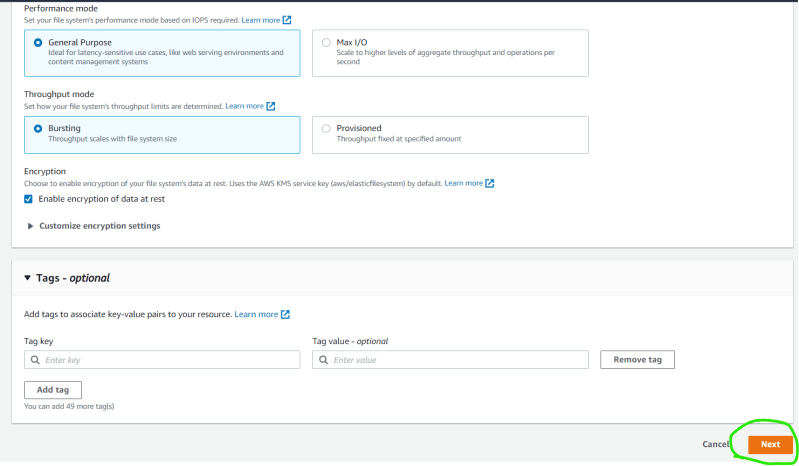 Performance mode
Set your file system's performance mode based on IOPS required. Learn more
General Purpose
Ideal for latency-sensitive use cases, like web serving environments and
content management systems
Max I/O
Scale to higher levels of aggregate throughput and operations per
second
Throughput mode
Set how your file system's throughput limits are determined. Learn more
Bursting
Throughput scales with file system size
Provisioned
Throughput fixed at specified amount
Encryption
Choose to enable encryption of your file system's data at rest. Uses the AWS KMS service key (aws/elasticfilesystem) by default. Learn more
Enable encryption of data at rest
Customize encryption settings
Tags - optional
Add tags to associate key-value pairs to your resource. Learn more
Tag key
Tag value - optional
Enter key
Enter value
Remove tag
Add tag
You can add 49 more tag(s)
Cancel
Next